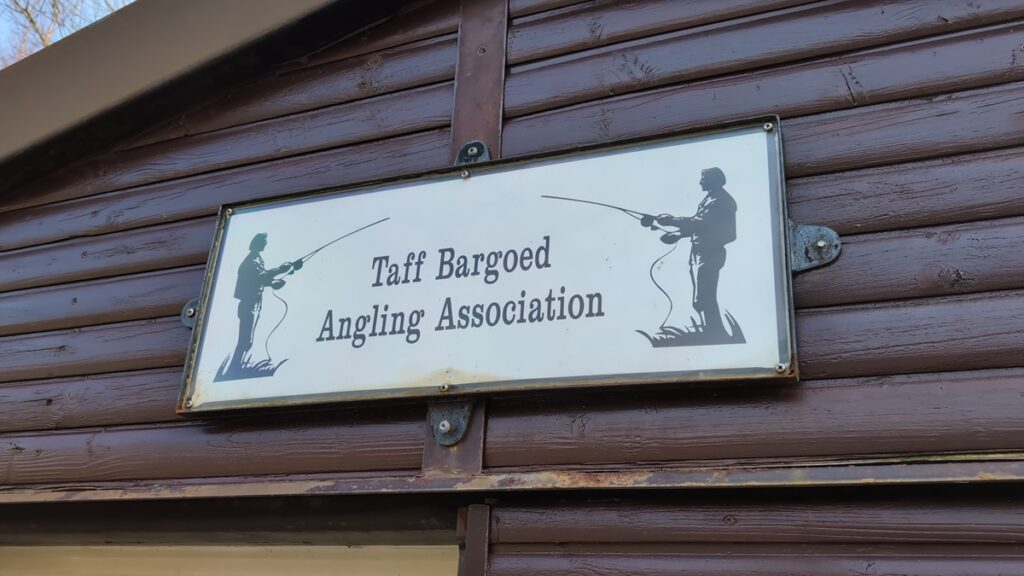 Taff Bargoed
Angling Association